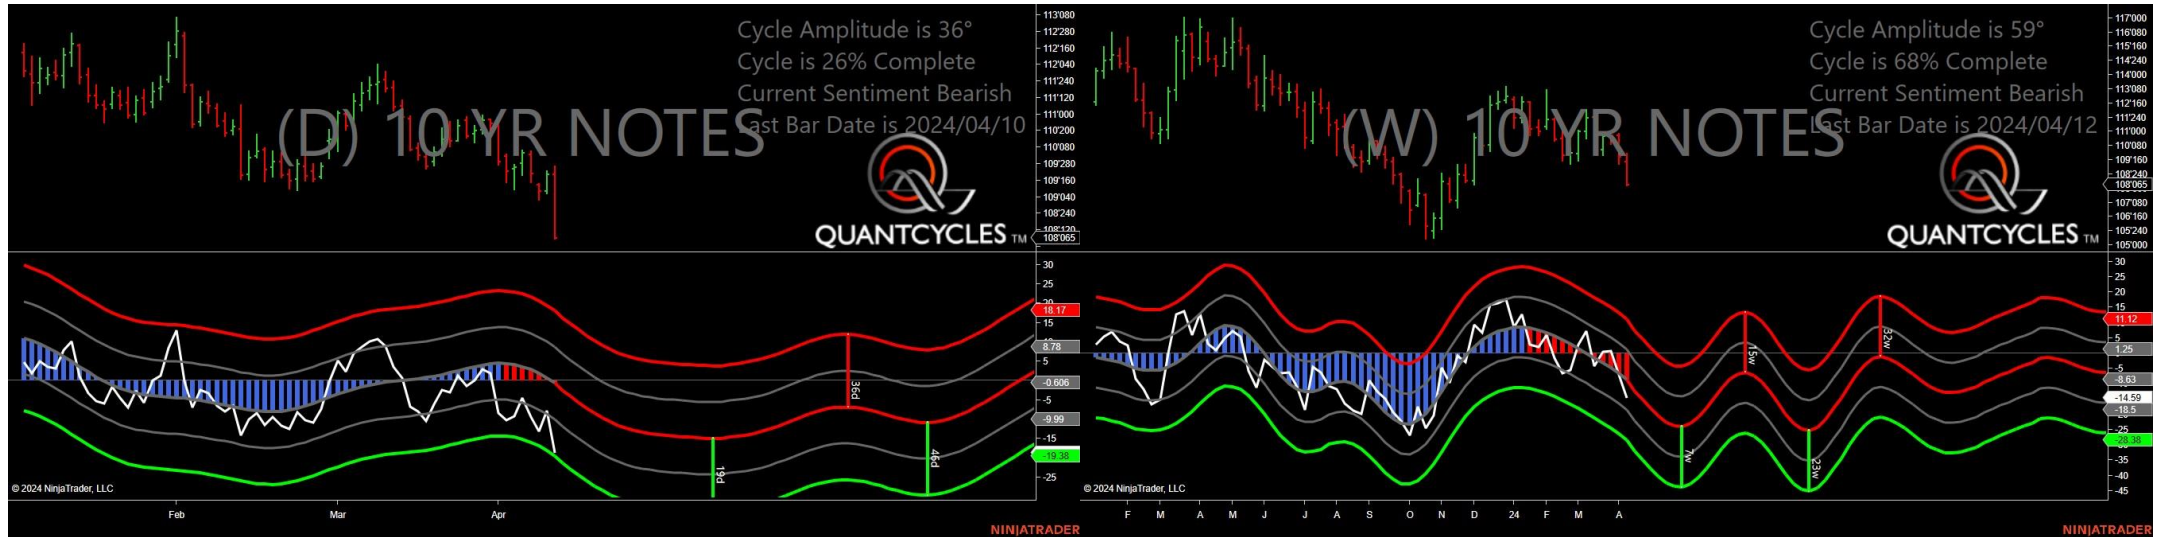 Cycle Amplitude is 36°
Cycle is 26% Complete
Current Sentiment Bearish
Last Bar Date is 2024/04/10
(D) 10 YR NOTES
QUANTCYCLES TM
113'080
112'280
112'160
112'040
111'240
111'120
111'000
110'200
110'080
109'280
109'160
109'040
108'240
108'120
108'065
30
25
20
18.17
15
8.78
5
-0.606
-5
-9.99
-15
-19.38
-25
36d
19d
46d
© 2024 NinjaTrader, LLC
Feb
Mar
Apr
NINJATRADER
Cycle Amplitude is 59°
Cycle is 68% Complete
Current Sentiment Bearish
Last Bar Date is 2024/04/12
(W) 10 YR NOTES
QUANTCYCLES TM
117'000
116'080
115'160
114'240
114'000
113'080
112'160
111'240
111'000
110'080
109'160
108'240
108'065
107'080
106'160
105'240
105'000
30
25
20
15
11.12
5
1.25
-5
-8.63
-14.59
-18.5
-25
-28.38
-35
-40
-45
15w
32w
7w
23w
© 2024 NinjaTrader, LLC
F
M
A
M
J
J
A
S
O
N
D
24
F
M
A
NINJATRADER